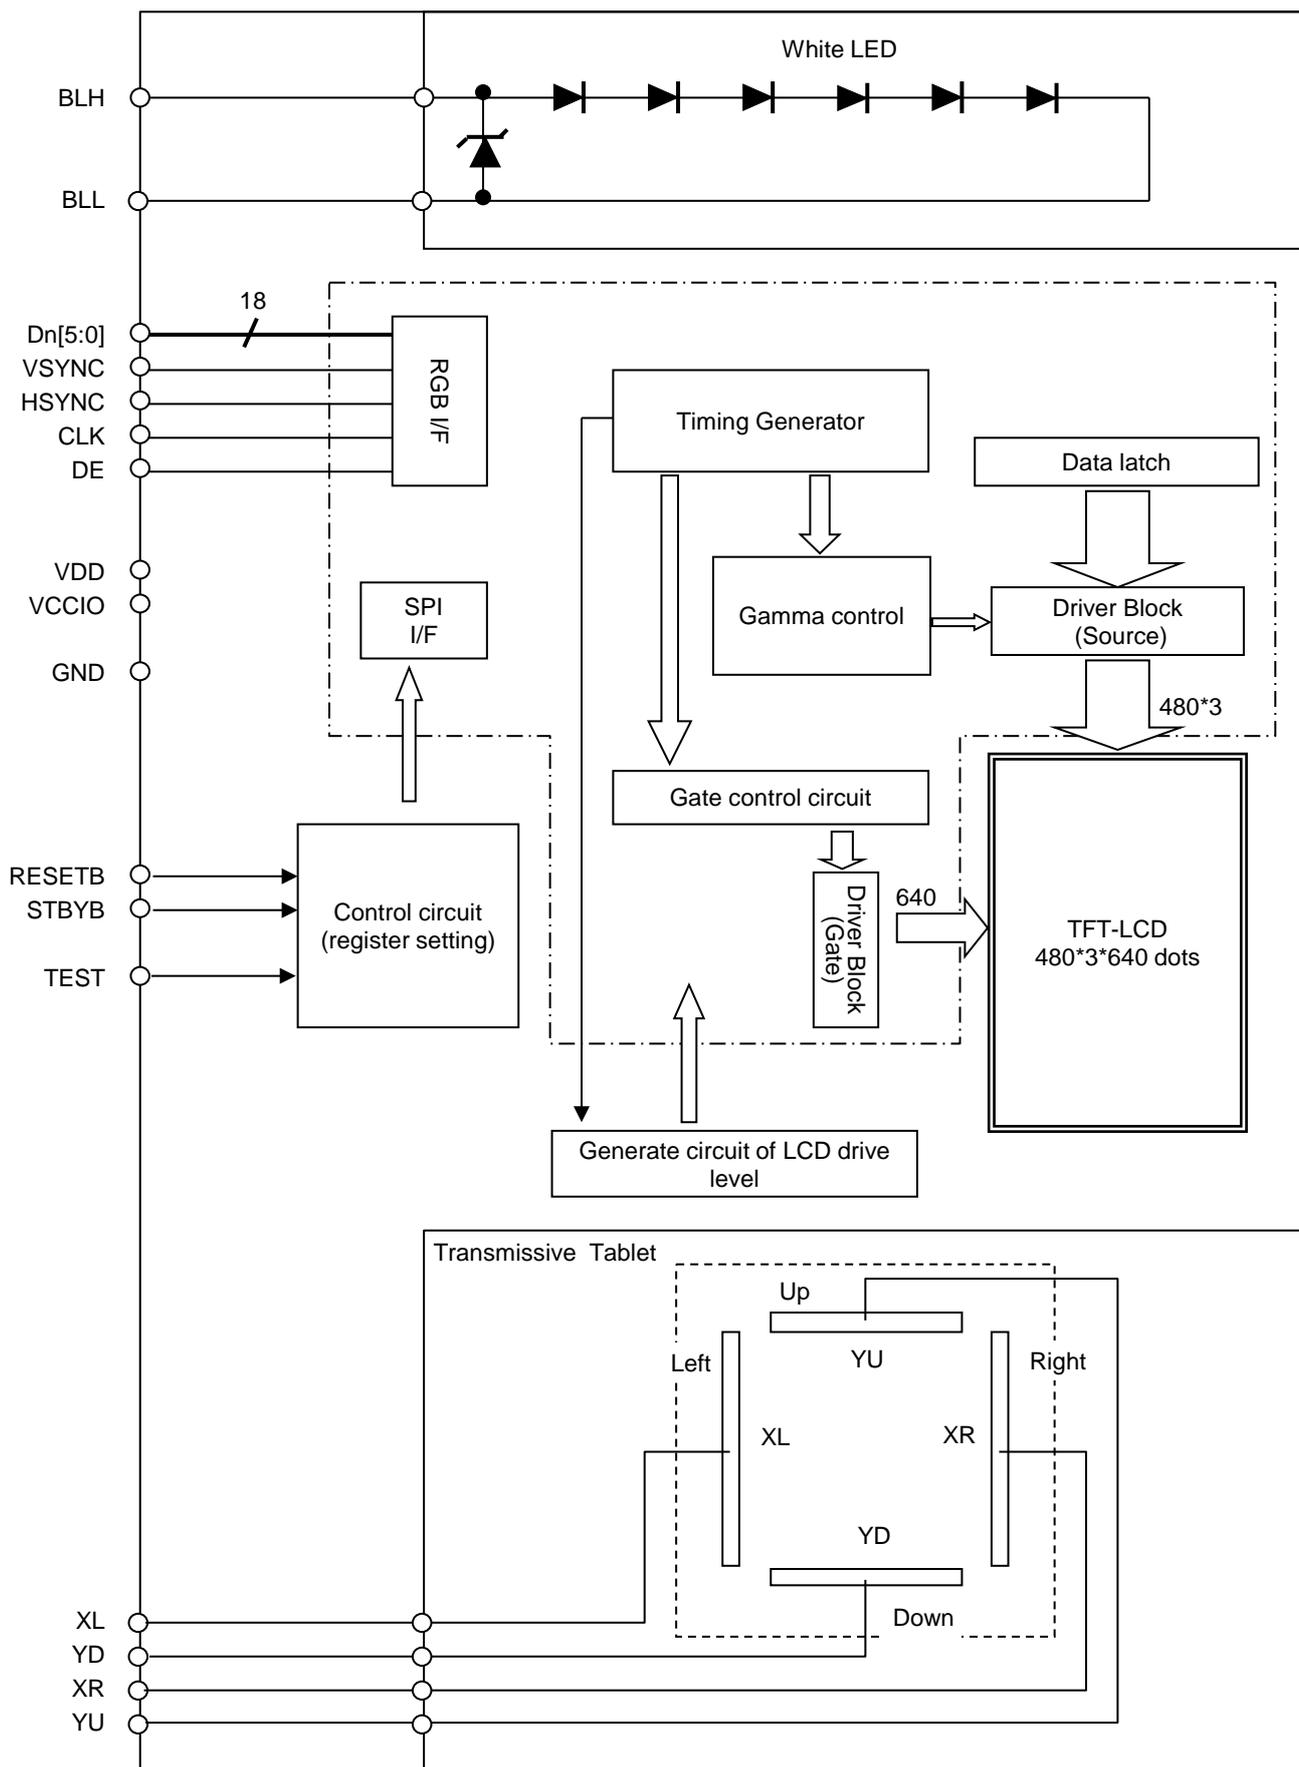 White LED
BLH
BLL
18
Dn[5:0]
VSYNC
HSYNC
CLK
DE
RGB I/F
Timing Generator
Data latch
VDD
VCCIO
GND
SPI
I/F
Gamma control
Driver Block
(Source)
480*3
Gate control circuit
RESETB
STBYB
TEST
Control circuit
(register setting)
Driver Block
(Gate)
640
TFT-LCD
480*3*640 dots
Generate circuit of LCD drive
level
Transmissive Tablet
Up
YU
Left
Right
XL
XR
YD
Down
XL
YD
XR
YU